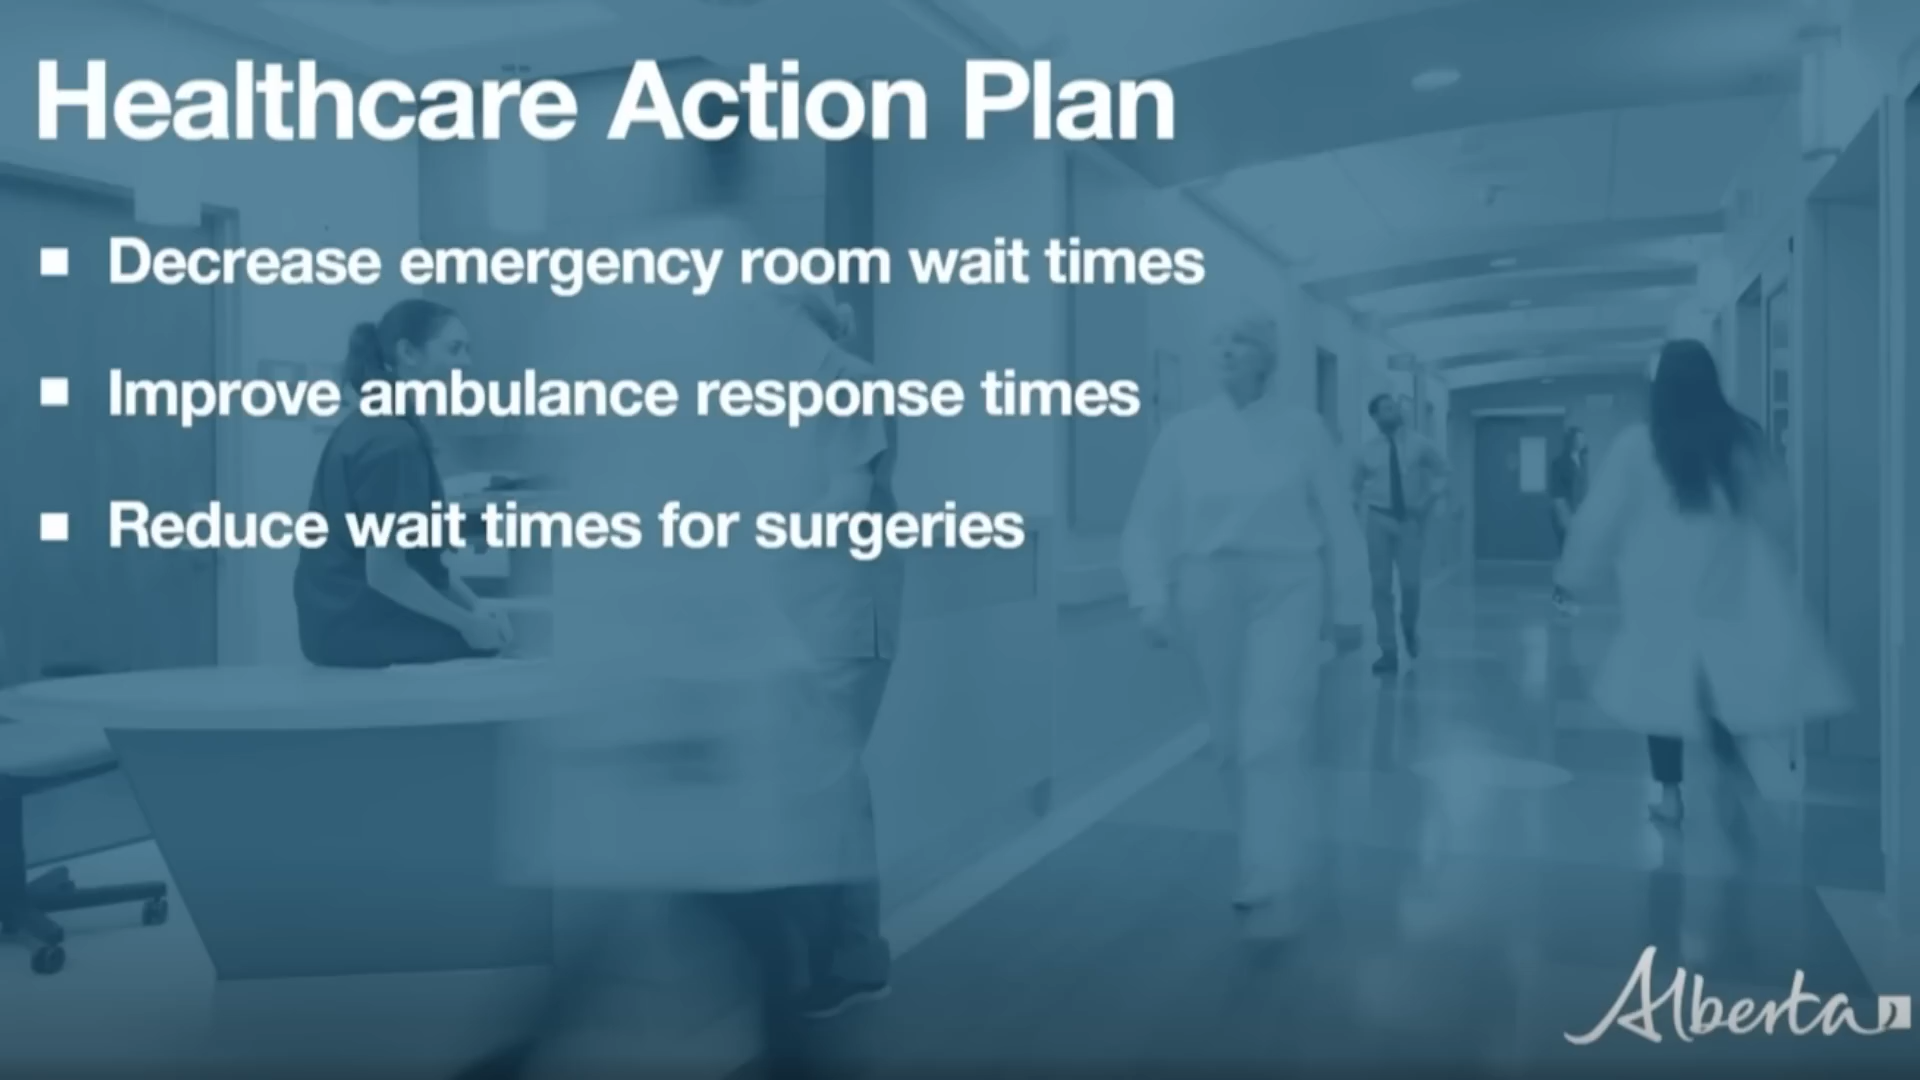 Healthcare Action Plan
Decrease emergency room wait times
Improve ambulance response times
Reduce wait times for surgeries
Alberta